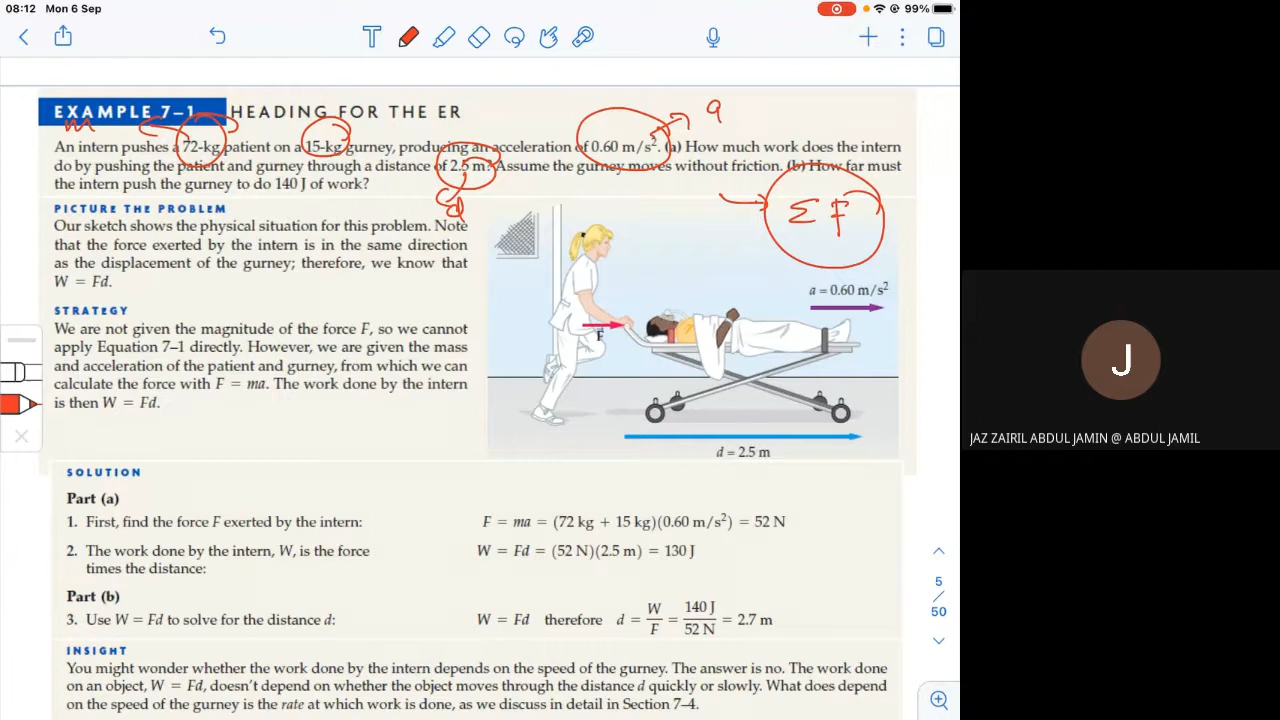 08:12 Mon 6 Sep
99%
EXAMPLE 7–1 HEADING FOR THE ER
m
a
An intern pushes a 72-kg patient on a 15-kg gurney, producing an acceleration of 0.60 m/s². (a) How much work does the intern
do by pushing the patient and gurney through a distance of 2.5 m? Assume the gurney moves without friction. (b) How far must
the intern push the gurney to do 140 J of work?
d
Σ F
PICTURE THE PROBLEM
Our sketch shows the physical situation for this problem. Note
that the force exerted by the intern is in the same direction
as the displacement of the gurney; therefore, we know that
W = Fd.
STRATEGY
We are not given the magnitude of the force F, so we cannot
apply Equation 7–1 directly. However, we are given the mass
and acceleration of the patient and gurney, from which we can
calculate the force with F = ma. The work done by the intern
is then W = Fd.
a = 0.60 m/s²
F
d = 2.5 m
SOLUTION
Part (a)
1. First, find the force F exerted by the intern: F = ma = (72 kg + 15 kg)(0.60 m/s²) = 52 N
2. The work done by the intern, W, is the force W = Fd = (52 N)(2.5 m) = 130 J
times the distance:
Part (b)
3. Use W = Fd to solve for the distance d: W = Fd therefore d = W/F = 140 J/52 N = 2.7 m
INSIGHT
You might wonder whether the work done by the intern depends on the speed of the gurney. The answer is no. The work done
on an object, W = Fd, doesn't depend on whether the object moves through the distance d quickly or slowly. What does depend
on the speed of the gurney is the rate at which work is done, as we discuss in detail in Section 7–4.
5
/
50
J
JAZ ZAIRIL ABDUL JAMIN @ ABDUL JAMIL